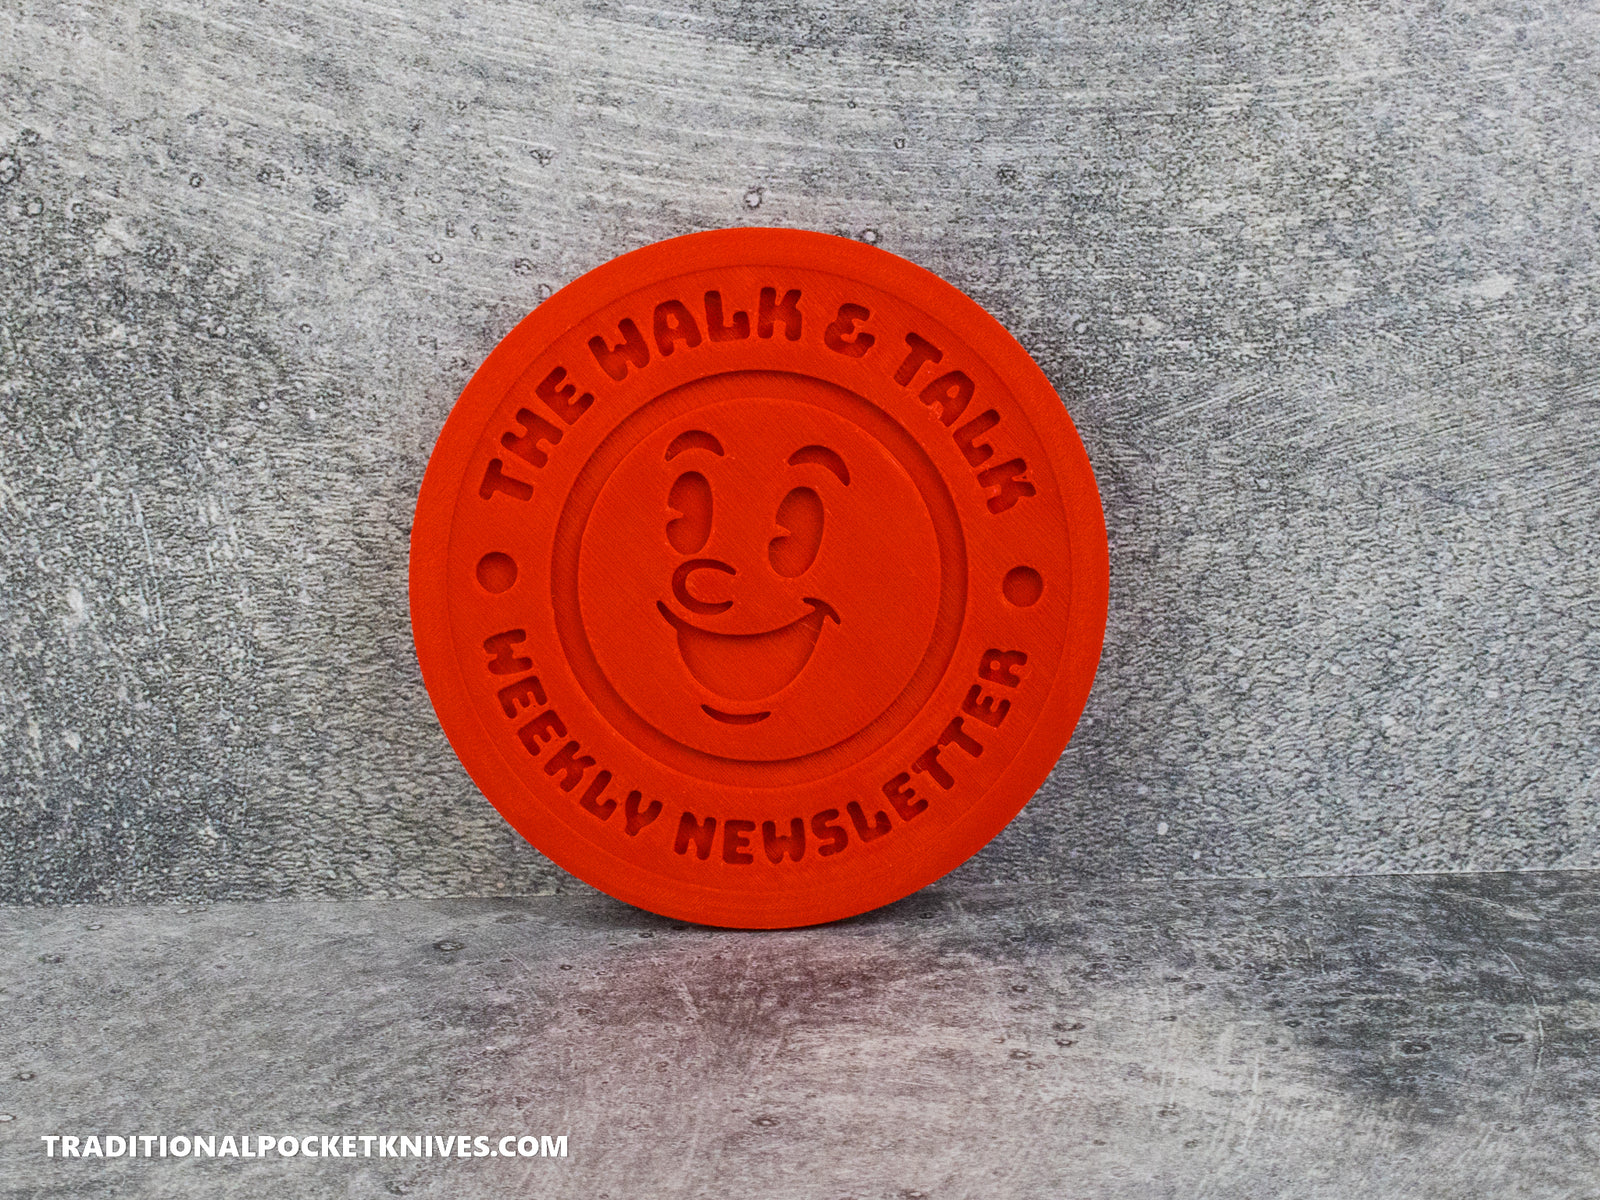 THE WALK & TALK
WEEKLY NEWSLETTER
TRADITIONALPOCKETKNIVES.COM